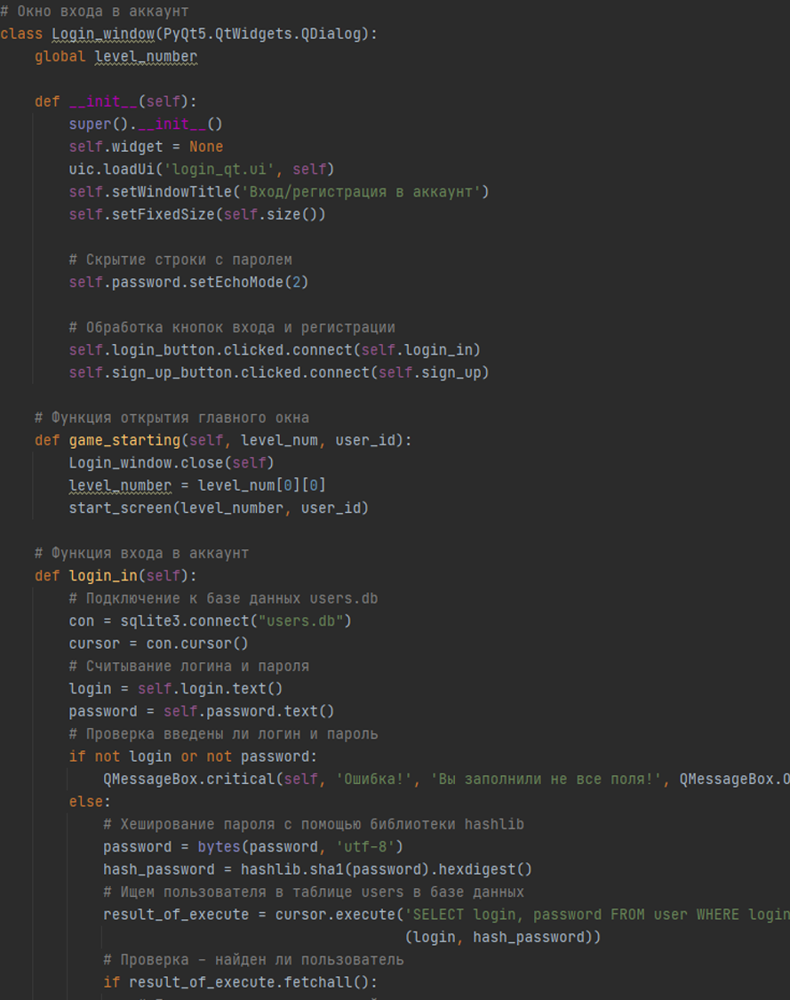 # Окно входа в аккаунт
class Login_window(PyQt5.QtWidgets.QDialog):
    global level_number
    def __init__(self):
        super().__init__()
        self.widget = None
        uic.loadUi('login_qt.ui', self)
        self.setWindowTitle('Вход/регистрация в аккаунт')
        self.setFixedSize(self.size())
        # Скрытие строки с паролем
        self.password.setEchoMode(2)
        # Обработка кнопок входа и регистрации
        self.login_button.clicked.connect(self.login_in)
        self.sign_up_button.clicked.connect(self.sign_up)
    # Функция открытия главного окна
    def game_starting(self, level_num, user_id):
        Login_window.close(self)
        level_number = level_num[0][0]
        start_screen(level_number, user_id)
    # Функция входа в аккаунт
    def login_in(self):
        # Подключение к базе данных users.db
        con = sqlite3.connect("users.db")
        cursor = con.cursor()
        # Считывание логина и пароля
        login = self.login.text()
        password = self.password.text()
        # Проверка введены ли логин и пароль
        if not login or not password:
            QMessageBox.critical(self, 'Ошибка!', 'Вы заполнили не все поля!', QMessageBox.O
        else:
            # Хеширование пароля с помощью библиотеки hashlib
            password = bytes(password, 'utf-8')
            hash_password = hashlib.sha1(password).hexdigest()
            # Ищем пользователя в таблице users в базе данных
            result_of_execute = cursor.execute('SELECT login, password FROM user WHERE login
                                               (login, hash_password))
            # Проверка - найден ли пользователь
            if result_of_execute.fetchall():